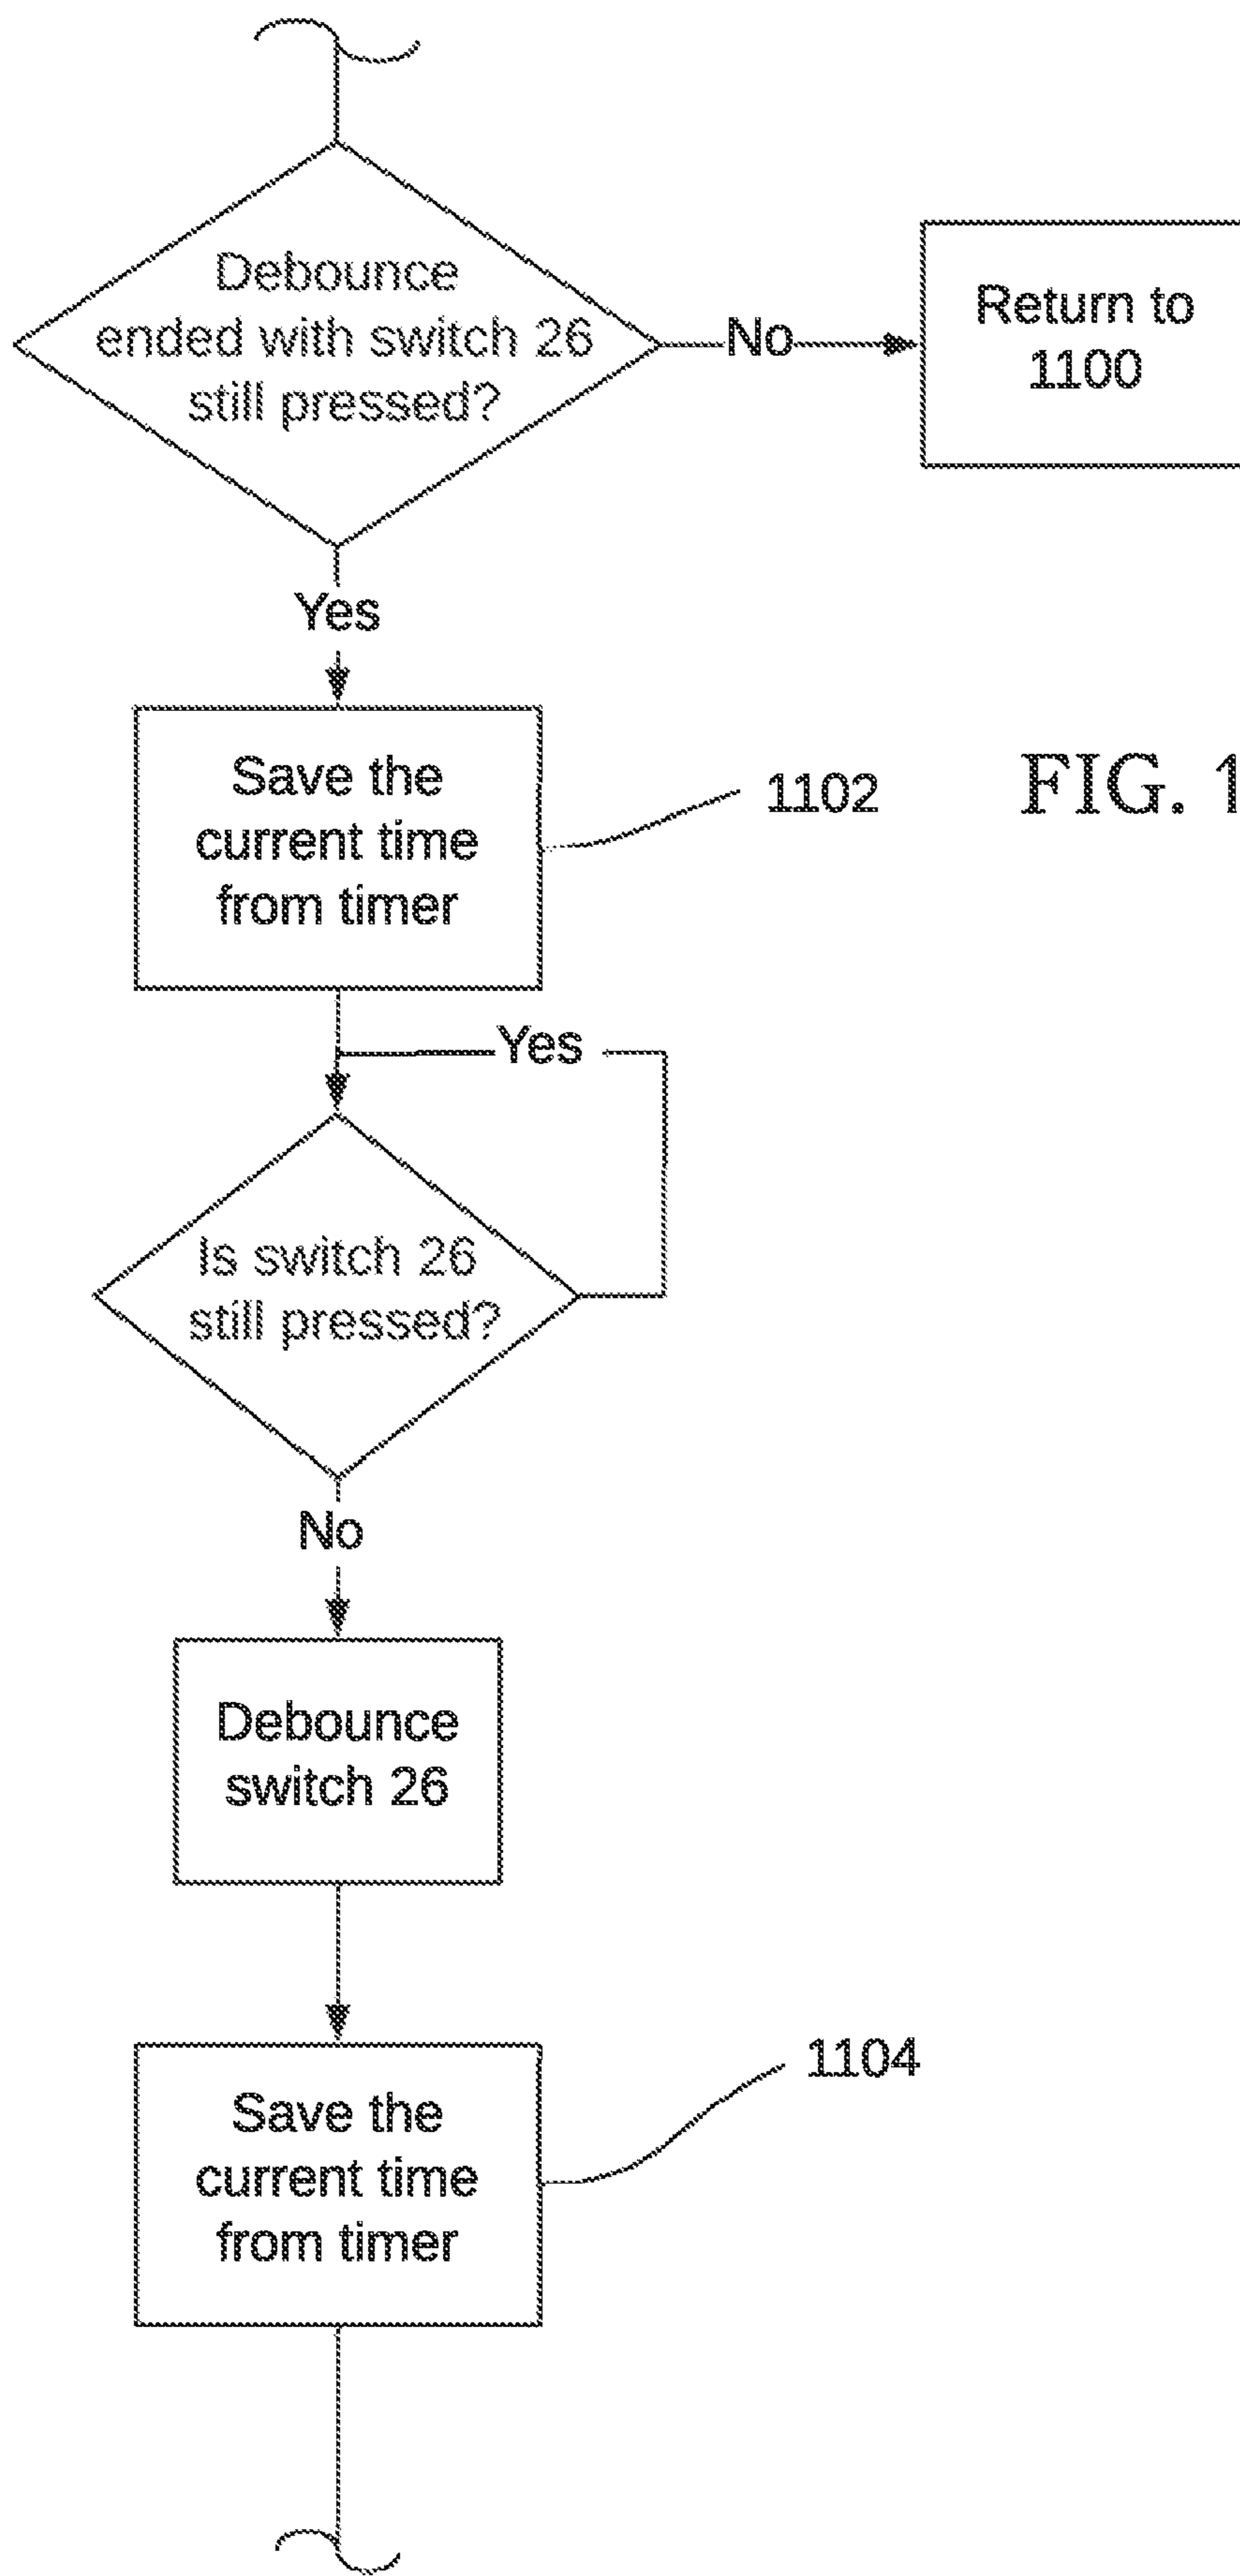 Debounce
ended with switch 26
still pressed?
No
Return to
1100
Yes
Save the
current time
from timer
1102
FIG. 1
Yes
Is switch 26
still pressed?
No
Debounce
switch 26
Save the
current time
from timer
1104